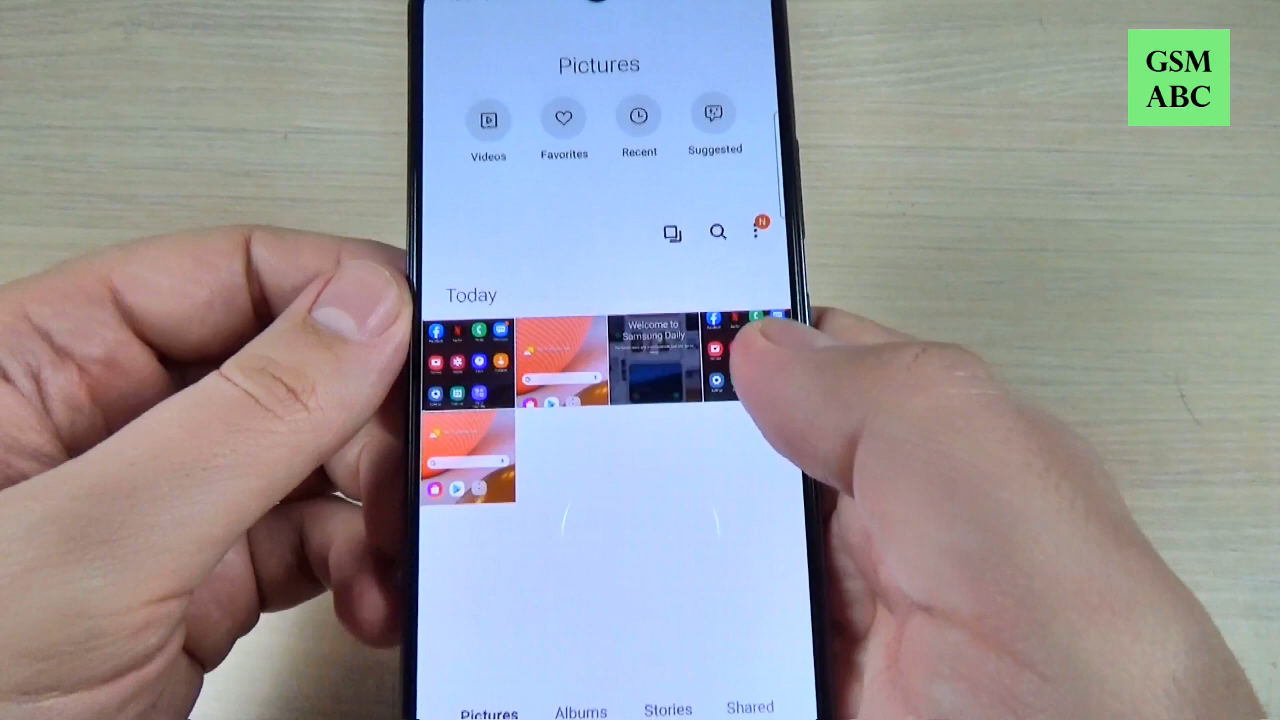 GSM
ABC
Pictures
Videos
Favorites
Recent
Suggested
N
Today
Welcome to
Samsung Daily
Pictures
Albums
Stories
Shared